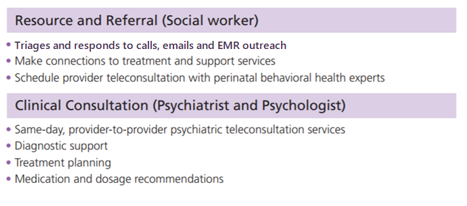 Resource and Referral (Social worker)
• Triages and responds to calls, emails and EMR outreach
• Make connections to treatment and support services
• Schedule provider teleconsultation with perinatal behavioral health experts
Clinical Consultation (Psychiatrist and Psychologist)
• Same-day, provider-to-provider psychiatric teleconsultation services
• Diagnostic support
• Treatment planning
• Medication and dosage recommendations